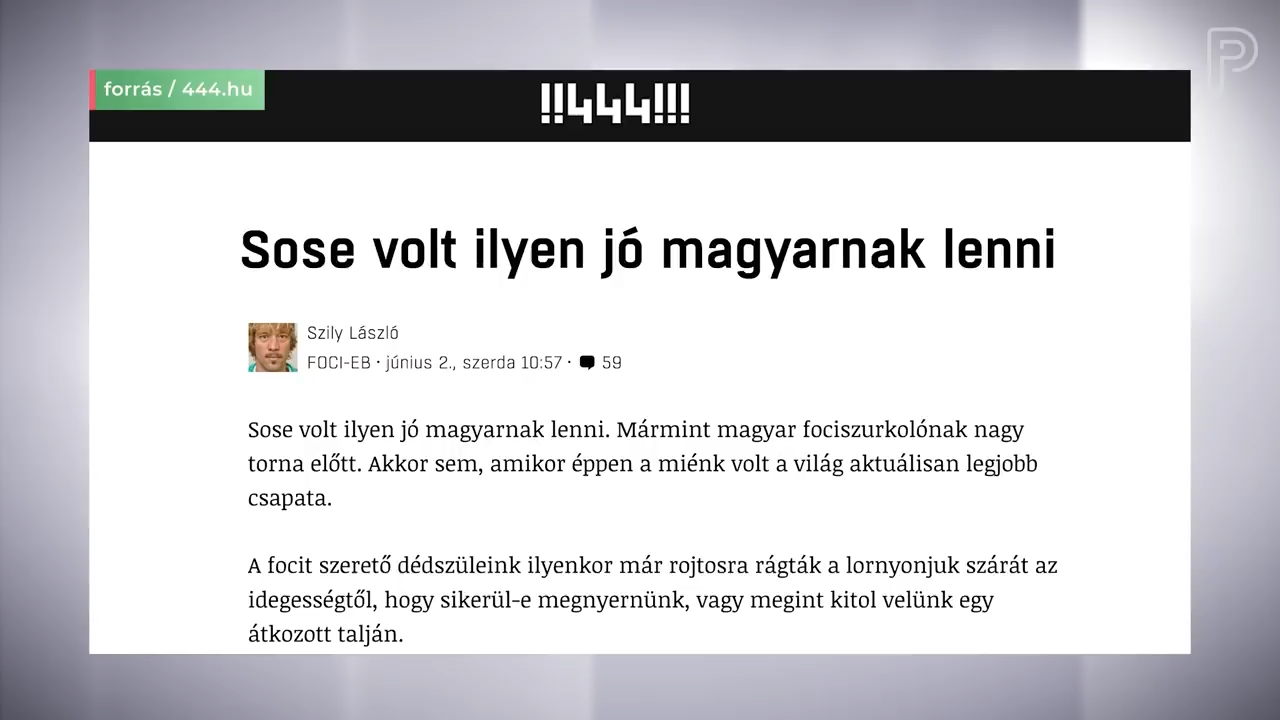 forrás / 444.hu
!!444!!!
Sose volt ilyen jó magyarnak lenni
Szily László
FOCI-EB · június 2., szerda 10:57 · 59
Sose volt ilyen jó magyarnak lenni. Mármint magyar fociszurkolónak nagy
torna előtt. Akkor sem, amikor éppen a miénk volt a világ aktuálisan legjobb
csapata.
A focit szerető dédszüleink ilyenkor már rojtosra rágták a lornyonjuk szárát az
idegességtől, hogy sikerül-e megnyernünk, vagy megint kitol velünk egy
átkozott talján.